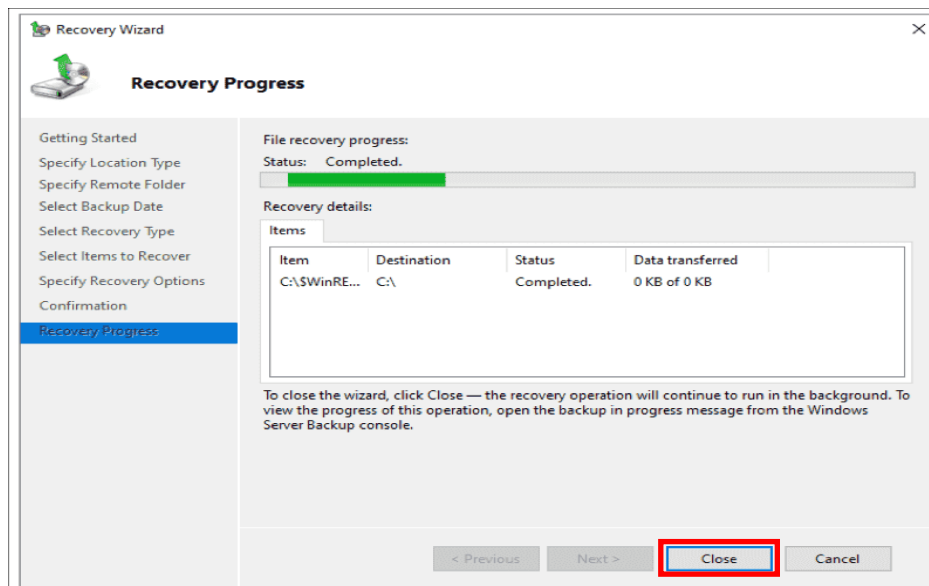 Recovery Wizard
Recovery Progress
Getting Started
Specify Location Type
Specify Remote Folder
Select Backup Date
Select Recovery Type
Select Items to Recover
Specify Recovery Options
Confirmation
Recovery Progress
File recovery progress:
Status: Completed.
Recovery details:
Items
Item Destination Status Data transferred
C:\$WinRE... C:\ Completed. 0 KB of 0 KB
To close the wizard, click Close — the recovery operation will continue to run in the background. To
view the progress of this operation, open the backup in progress message from the Windows
Server Backup console.
< Previous Next > Close Cancel